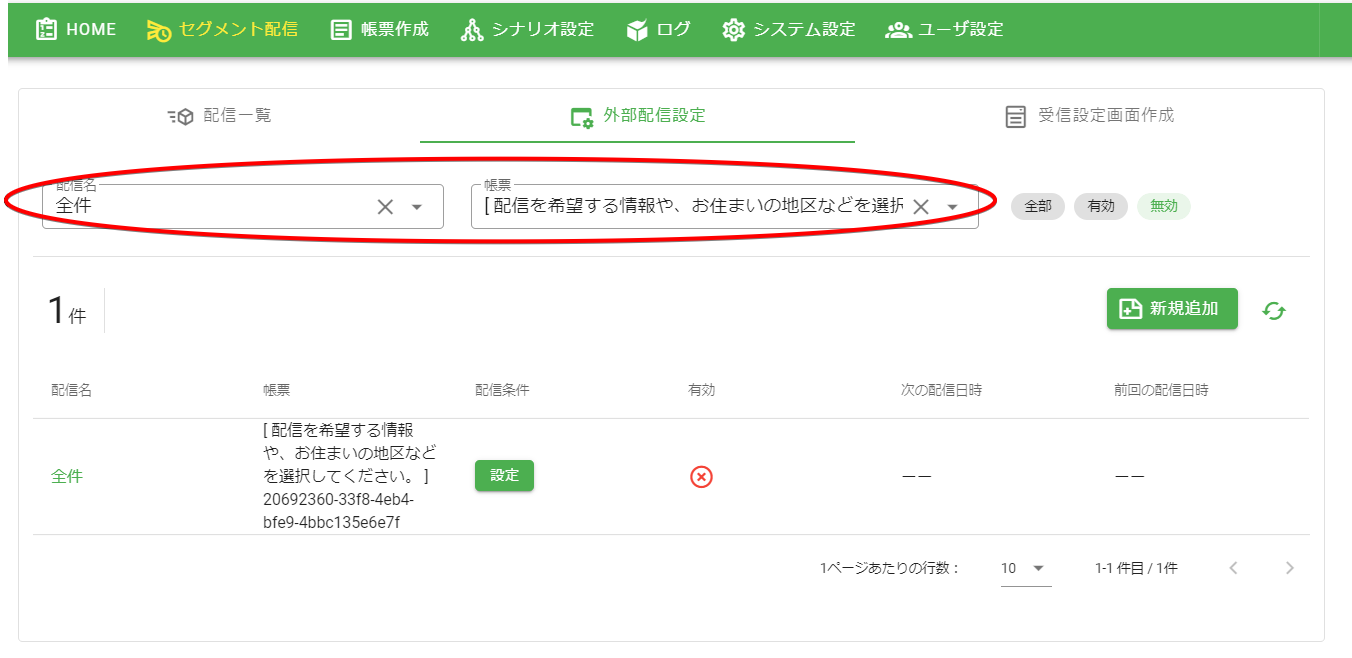 HOME セグメント配信 帳票作成 シナリオ設定 ログ システム設定 ユーザ設定
配信一覧 外部配信設定 受信設定画面作成
配信名 帳票
全件 [ 配信を希望する情報や、お住まいの地区などを選択 全部 有効 無効
1件 新規追加
配信名 帳票 配信条件 有効 次の配信日時 前回の配信日時
[ 配信を希望する情報
や、お住まいの地区など
全件 を選択してください。 ] 設定 ーー ーー
20692360-33f8-4eb4-
bfe9-4bbc135e6e7f
1ページあたりの行数： 10 1-1 件目 / 1件